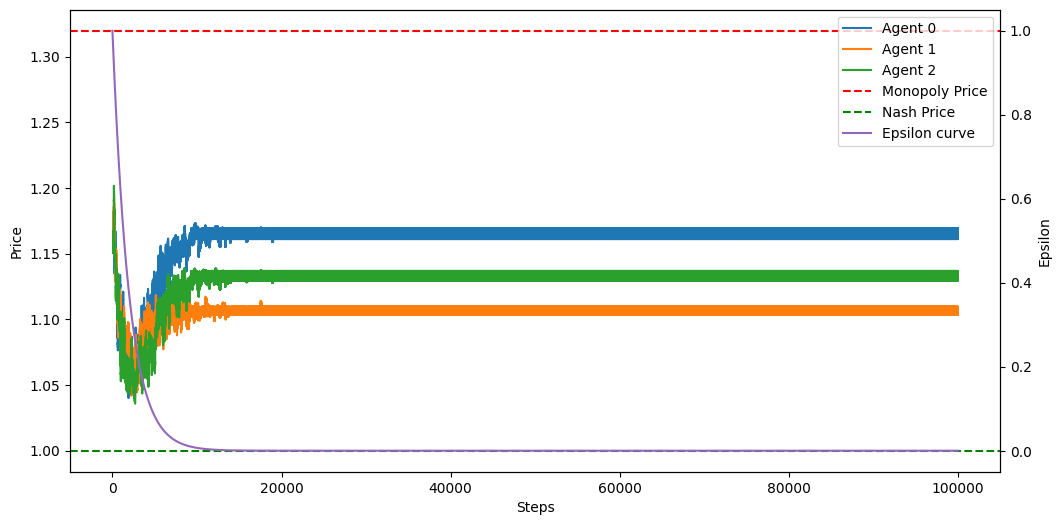 1.30
1.25
1.20
1.15
1.10
1.05
1.00
Price
0
20000
40000
60000
80000
100000
Steps
1.0
0.8
0.6
0.4
0.2
0.0
Epsilon
Agent 0
Agent 1
Agent 2
Monopoly Price
Nash Price
Epsilon curve